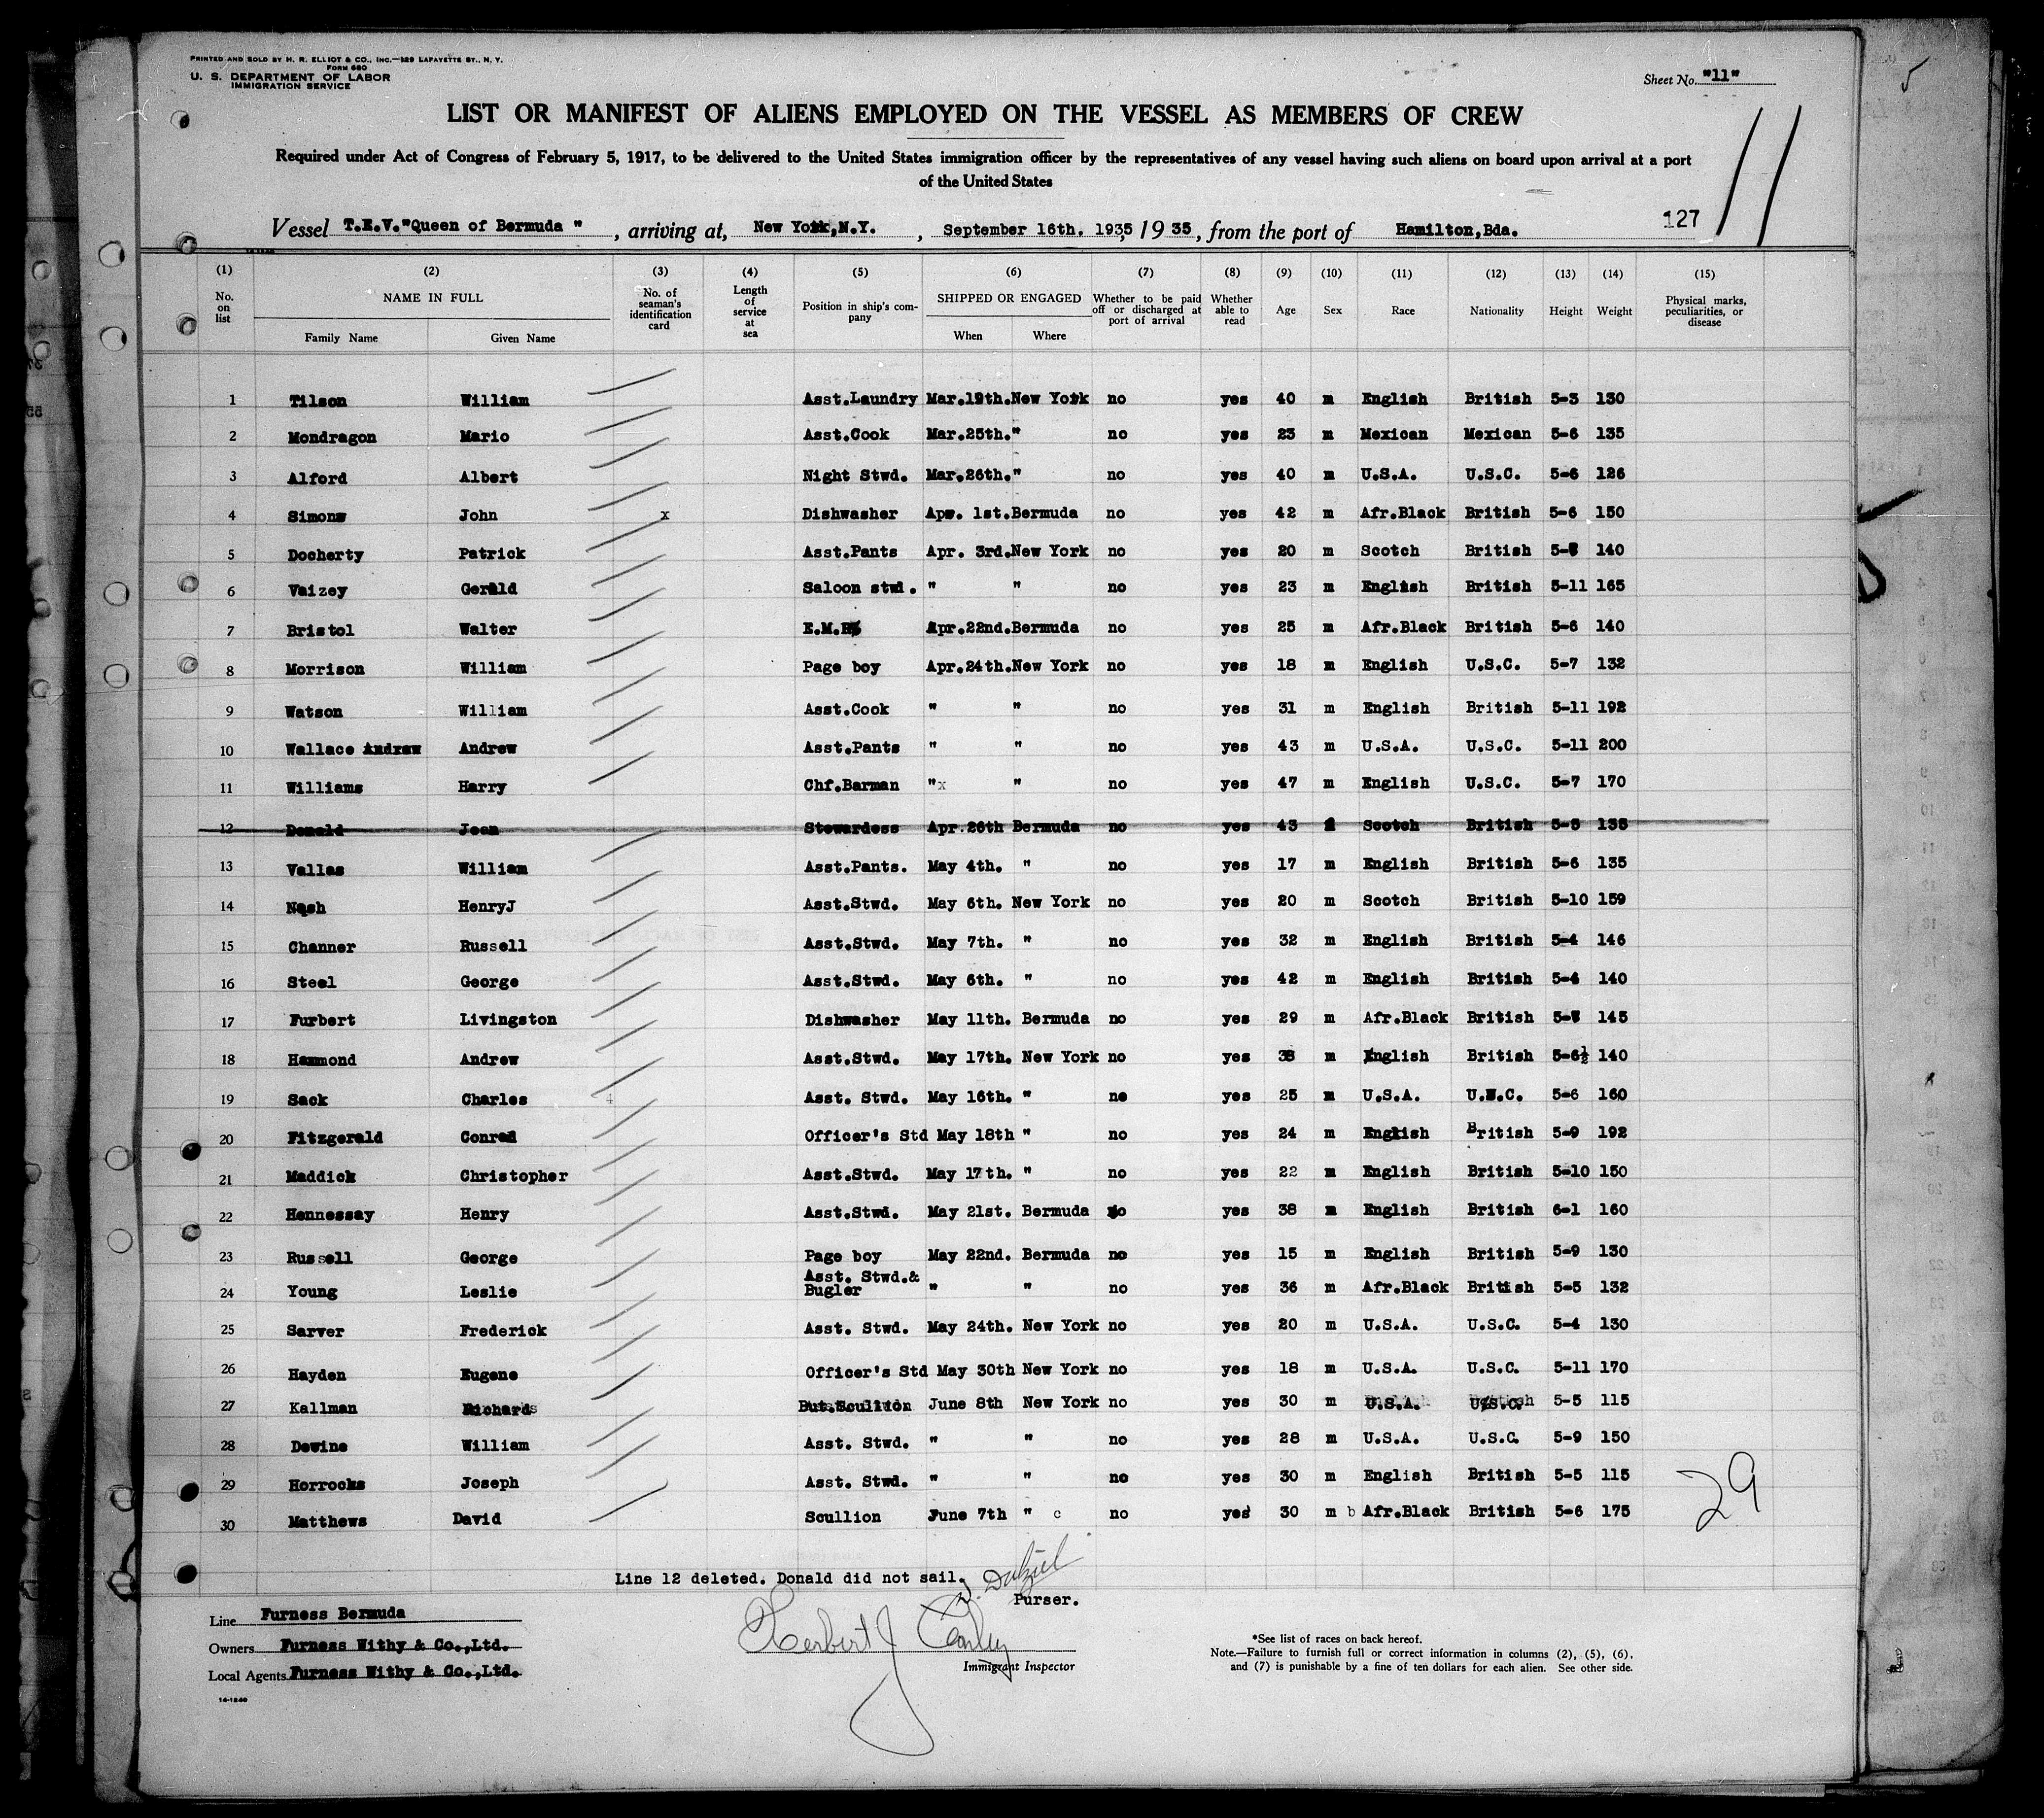 PRINTED AND SOLD BY H. R. ELLIOT & CO., INC.—129 LAFAYETTE ST., N. Y.
FORM 680
U. S. DEPARTMENT OF LABOR
IMMIGRATION SERVICE
Sheet No. "11"
5
LIST OR MANIFEST OF ALIENS EMPLOYED ON THE VESSEL AS MEMBERS OF CREW
11
Required under Act of Congress of February 5, 1917, to be delivered to the United States immigration officer by the representatives of any vessel having such aliens on board upon arrival at a port
of the United States
Vessel T.E.V."Queen of Bermuda ", arriving at, New York,N.Y., September 16th. 1935, 1935, from the port of Hamilton,Bda. 127
(1) No. on list (2) NAME IN FULL Family Name Given Name (3) No. of seaman's identification card (4) Length of service at sea (5) Position in ship's company (6) SHIPPED OR ENGAGED When Where (7) Whether to be paid off or discharged at port of arrival (8) Whether able to read (9) Age (10) Sex (11) Race (12) Nationality (13) Height (14) Weight (15) Physical marks, peculiarities, or disease
1 Tilson William Asst.Laundry Mar.19th. New York no yes 40 m English British 5-3 130
2 Mondragon Mario Asst.Cook Mar.25th. " no yes 23 m Mexican Mexican 5-6 135
3 Alford Albert Night Stwd. Mar.26th. " no yes 40 m U.S.A. U.S.C. 5-6 126
4 Simons John x Dishwasher Apr. 1st. Bermuda no yes 42 m Afr.Black British 5-6 150
5 Docherty Patrick Asst.Pants Apr. 3rd. New York no yes 20 m Scotch British 140
6 Vaizey Gerald Saloon stwd. " " no yes 23 m English British 5-11 165
7 Bristol Walter Apr.22nd. Bermuda no yes 25 m Afr.Black British 5-6 140
8 Morrison William Page boy Apr.24th. New York no yes 18 m English U.S.C. 5-7 132
9 Watson William Asst.Cook " " no yes 31 m English British 5-11 192
10 Wallace Andrew Andrew Asst.Pants " " no yes 43 m U.S.A. U.S.C. 5-11 200
11 Williams Harry Chf.Barman "x " no yes 47 m English U.S.C. 5-7 170
12 Donald Jean Stewardess Apr.26th Bermuda no yes 43 Scotch British 5-5 135
13 Vallas William Asst.Pants. May 4th. " no yes 17 m English British 5-6 135
14 Nash HenryJ Asst.Stwd. May 6th. New York no yes 20 m Scotch British 5-10 159
15 Channer Russell Asst.Stwd. May 7th. " no yes 32 m English British 5-4 146
16 Steel George Asst.Stwd. May 6th. " no yes 42 m English British 5-4 140
17 Furbert Livingston Dishwasher May 11th. Bermuda no yes 29 m Afr.Black British 145
18 Hammond Andrew Asst.Stwd. May 17th. New York no yes 38 m English British 5-6½ 140
19 Sack Charles 4 Asst. Stwd. May 16th. " no yes 25 m U.S.A. 5-6 160
20 Fitzgerald Conrad Officer's Std May 18th " no yes 24 m English British 5-9 192
21 Maddick Christopher Asst.Stwd. May 17th. " no yes 22 m English British 5-10 150
22 Hennessay Henry Asst.Stwd. May 21st. Bermuda no yes 38 m English British 6-1 160
23 Russell George Page boy May 22nd. Bermuda no yes 15 m English British 5-9 130
24 Young Leslie Asst. Stwd.& Bugler " " no yes 36 m Afr.Black British 5-5 132
25 Sarver Frederick Asst. Stwd. May 24th. New York no yes 20 m U.S.A. U.S.C. 5-4 130
26 Hayden Eugene Officer's Std May 30th New York no yes 18 m U.S.A. U.S.C. 5-11 170
27 Kallman Richard But.Scullion June 8th New York no yes 30 m U.S.A. U.S.C. 5-5 115
28 Dewine William Asst. Stwd. " " no yes 28 m U.S.A. U.S.C. 5-9 150
29 Horrocks Joseph Asst. Stwd. " " no yes 30 m English British 5-5 115
30 Matthews David Scullion June 7th " c no yes 30 m b Afr.Black British 5-6 175
29
Line 12 deleted. Donald did not sail.
Purser.
Line Furness Bermuda
Owners Furness Withy & Co.,Ltd.
Local Agents Furness Withy & Co.,Ltd.
14-1240
Herbert J
Immigrant Inspector
*See list of races on back hereof.
Note.—Failure to furnish full or correct information in columns (2), (5), (6),
and (7) is punishable by a fine of ten dollars for each alien. See other side.